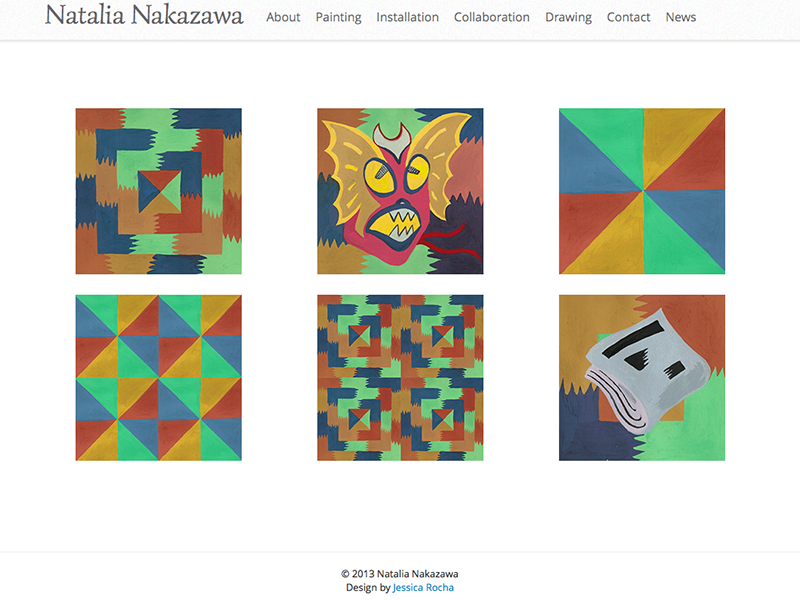 Natalia Nakazawa
About Painting Installation Collaboration Drawing Contact News
© 2013 Natalia Nakazawa
Design by Jessica Rocha